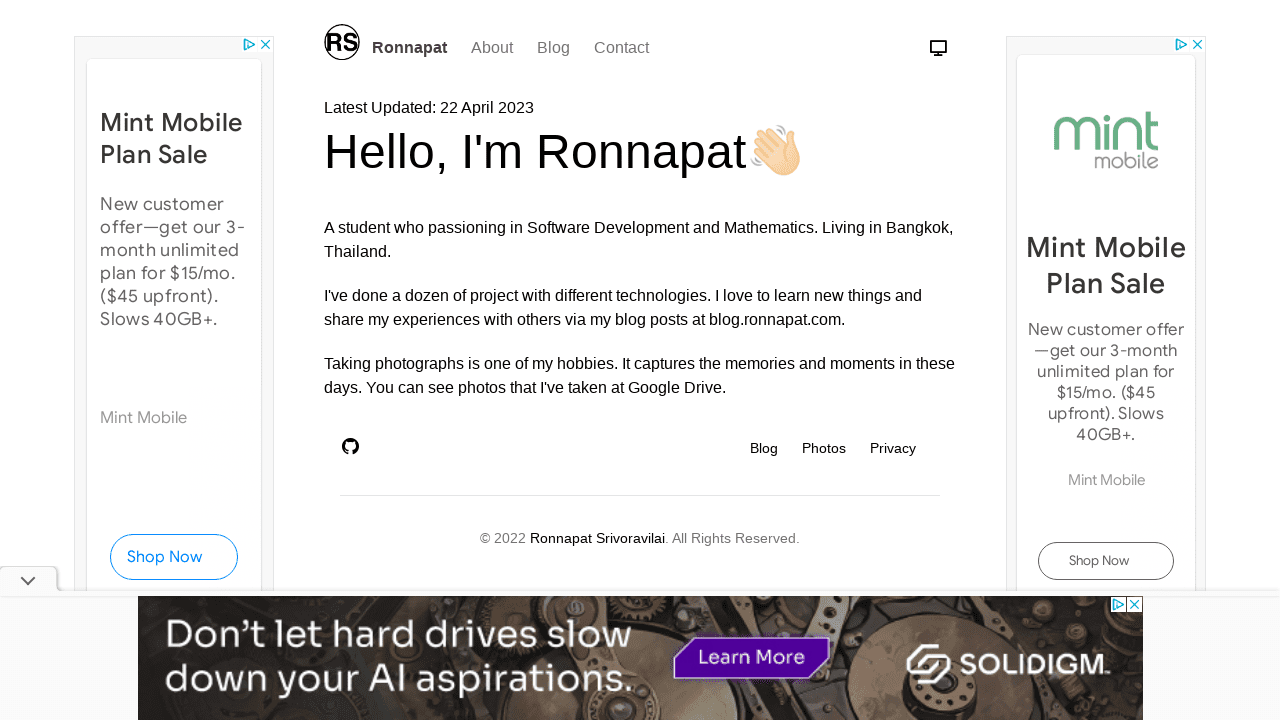 RS Ronnapat About Blog Contact
Latest Updated: 22 April 2023
Hello, I'm Ronnapat
A student who passioning in Software Development and Mathematics. Living in Bangkok,
Thailand.
I've done a dozen of project with different technologies. I love to learn new things and
share my experiences with others via my blog posts at blog.ronnapat.com.
Taking photographs is one of my hobbies. It captures the memories and moments in these
days. You can see photos that I've taken at Google Drive.
Blog Photos Privacy
© 2022 Ronnapat Srivoravilai. All Rights Reserved.
Mint Mobile
Plan Sale
New customer
offer—get our 3-
month unlimited
plan for $15/mo.
($45 upfront).
Slows 40GB+.
Mint Mobile
Shop Now
mint
mobile
Mint Mobile
Plan Sale
New customer offer
—get our 3-month
unlimited plan for
$15/mo. ($45
upfront). Slows
40GB+.
Mint Mobile
Shop Now
Don't let hard drives slow
down your AI aspirations.
Learn More
SOLIDIGM